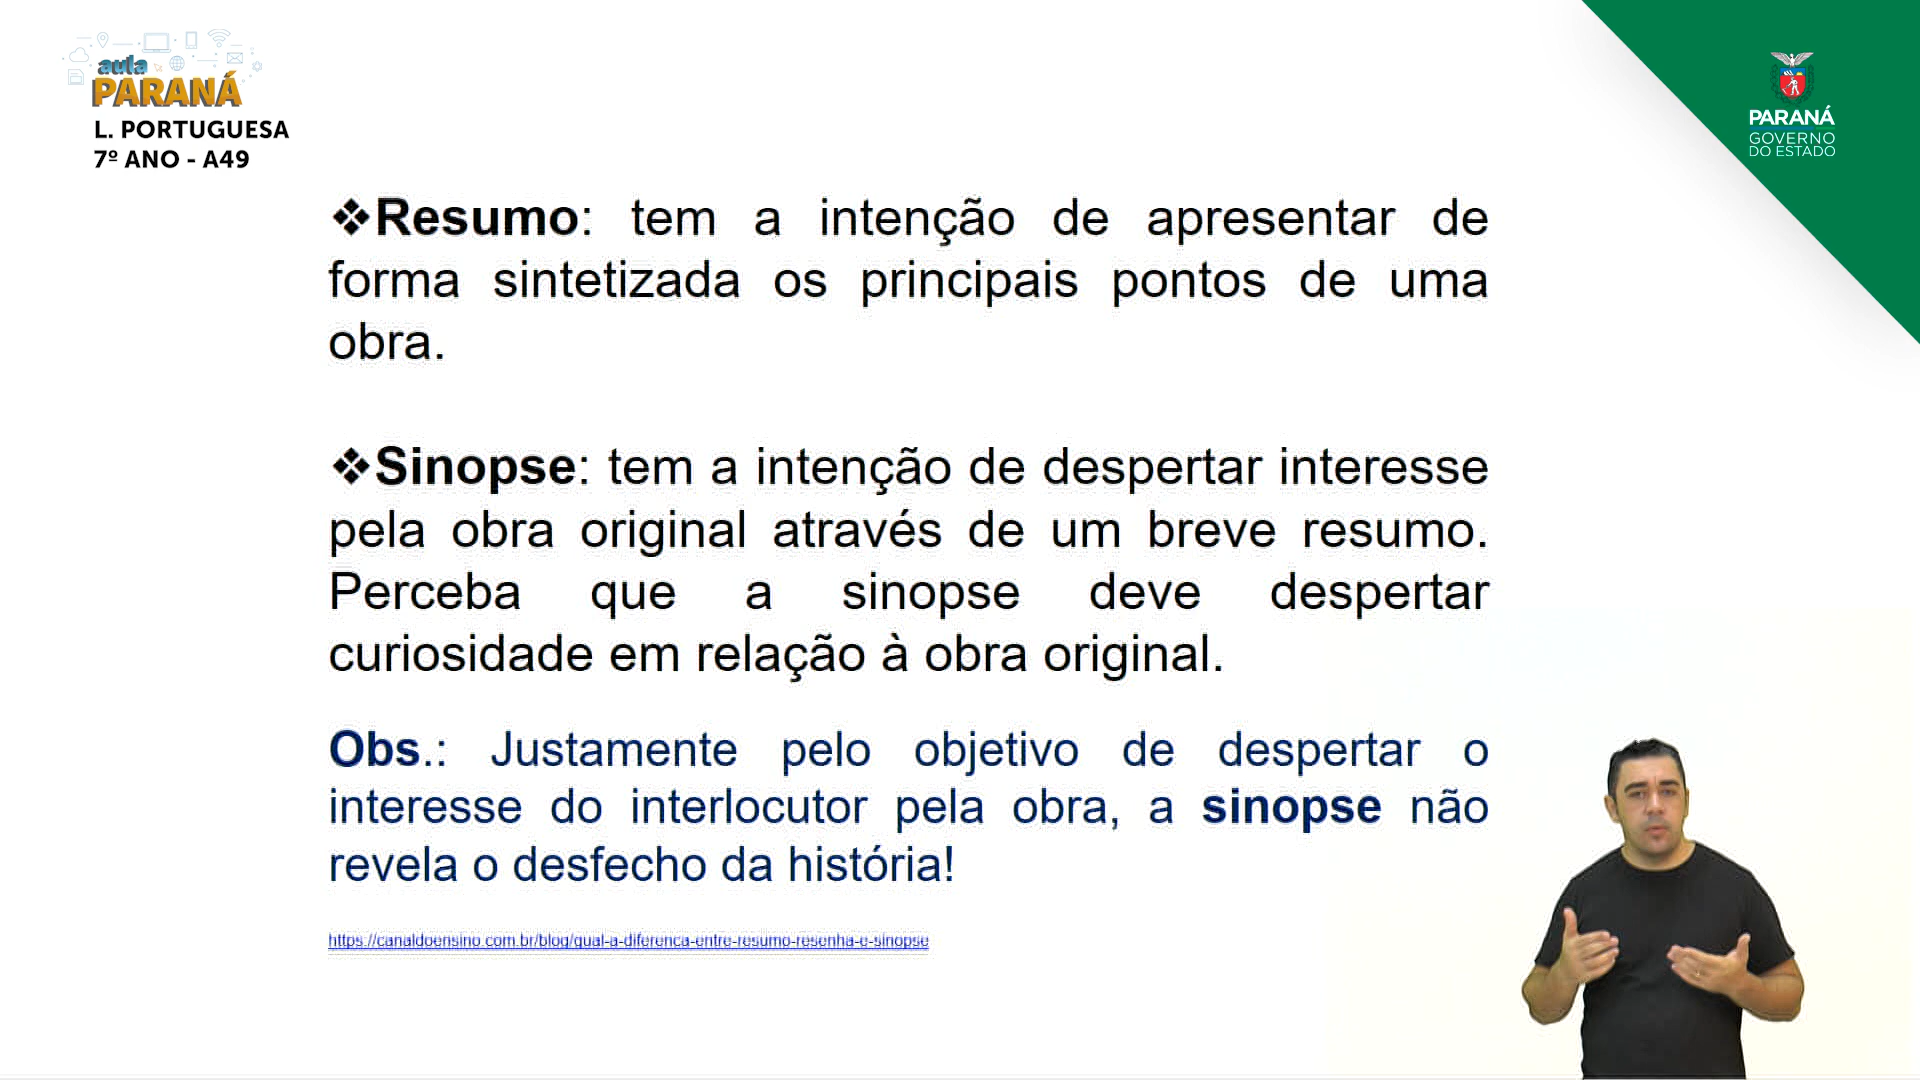 aula
PARANÁ
L. PORTUGUESA
7º ANO - A49
PARANÁ
GOVERNO
DO ESTADO
❖Resumo: tem a intenção de apresentar de
forma sintetizada os principais pontos de uma
obra.
❖Sinopse: tem a intenção de despertar interesse
pela obra original através de um breve resumo.
Perceba que a sinopse deve despertar
curiosidade em relação à obra original.
Obs.: Justamente pelo objetivo de despertar o
interesse do interlocutor pela obra, a sinopse não
revela o desfecho da história!
https://canaldoensino.com.br/blog/qual-a-diferenca-entre-resumo-resenha-e-sinopse